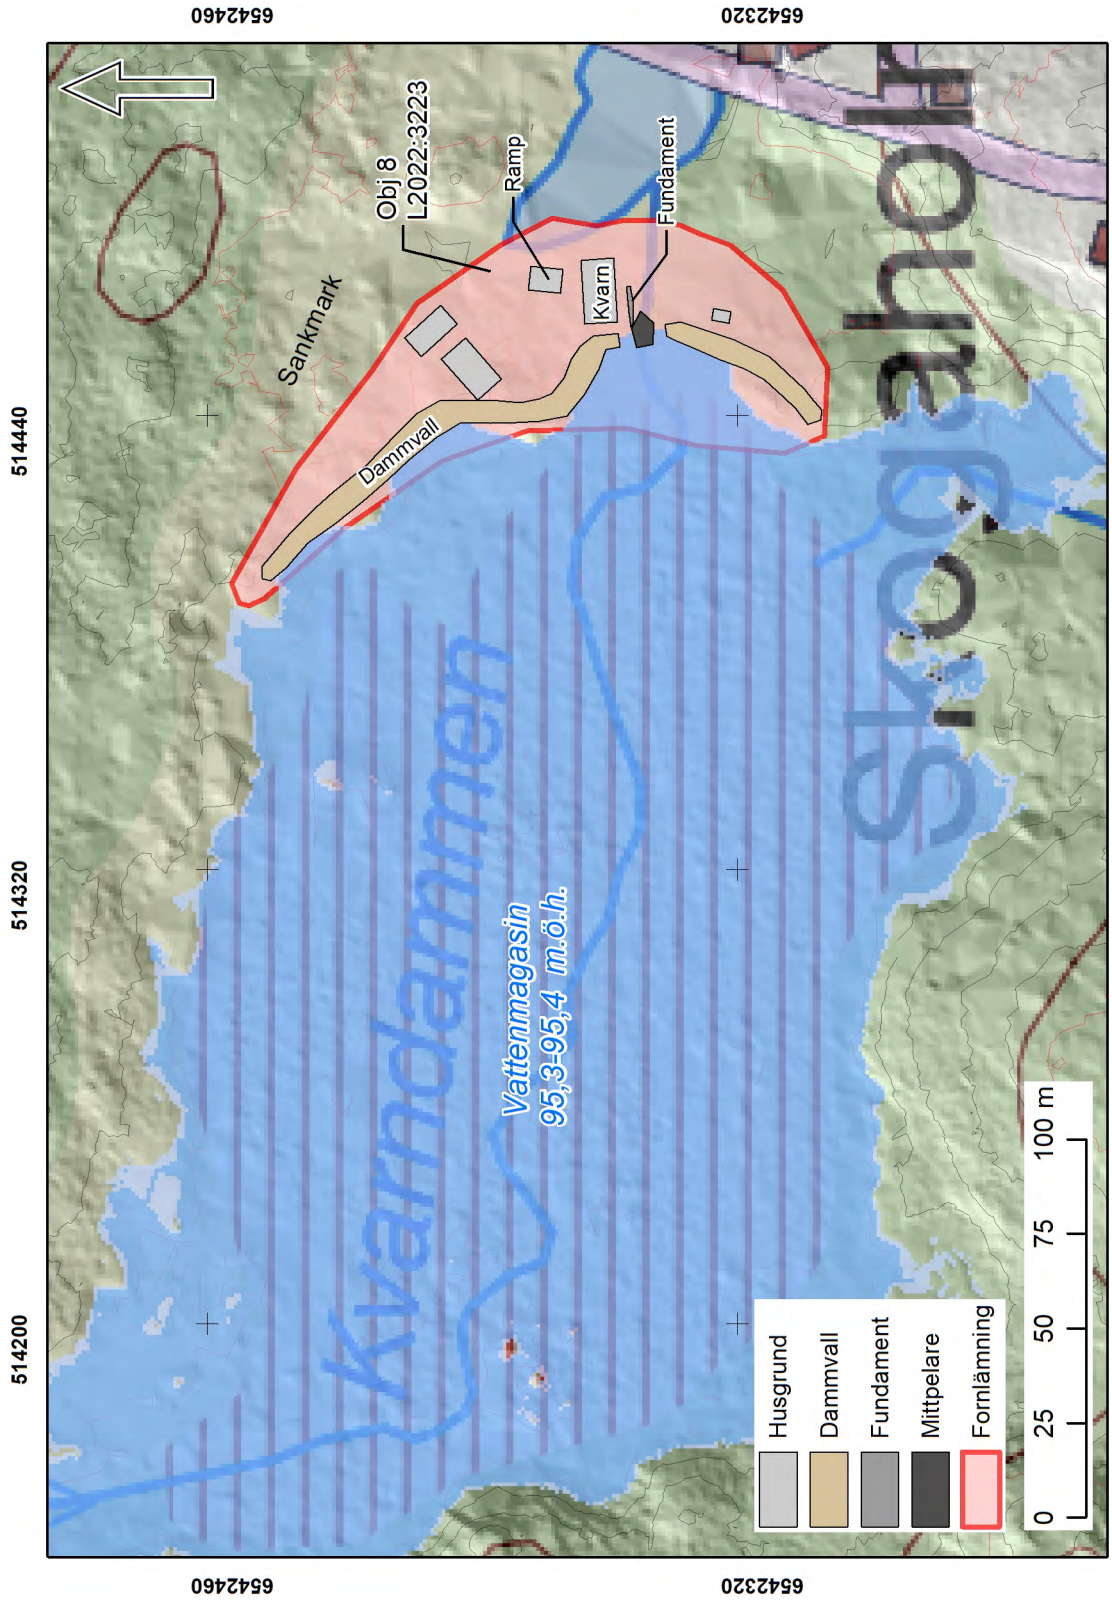 514200
514320
514440
6542460
6542460
6542320
6542320
Obj 8
L2022:3223
Ramp
Fundament
Kvarn
Sankmark
Dammvall
Kvarndammen
Vattenmagasin
95,3-95,4 m.ö.h.
Skogaholm
Husgrund
Dammvall
Fundament
Mittpelare
Fornlämning
0 25 50 75 100 m